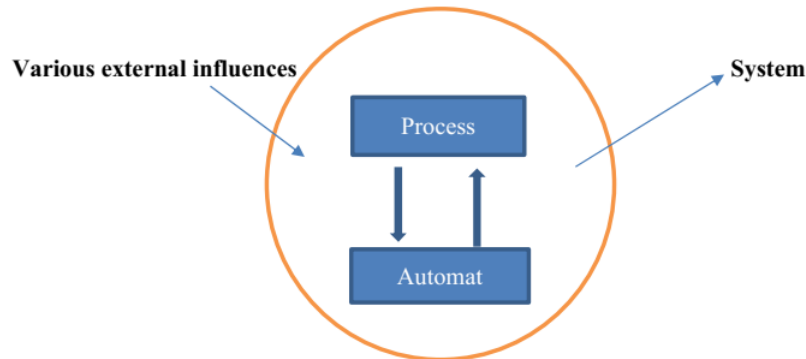 Various external influences
System
Process
Automat